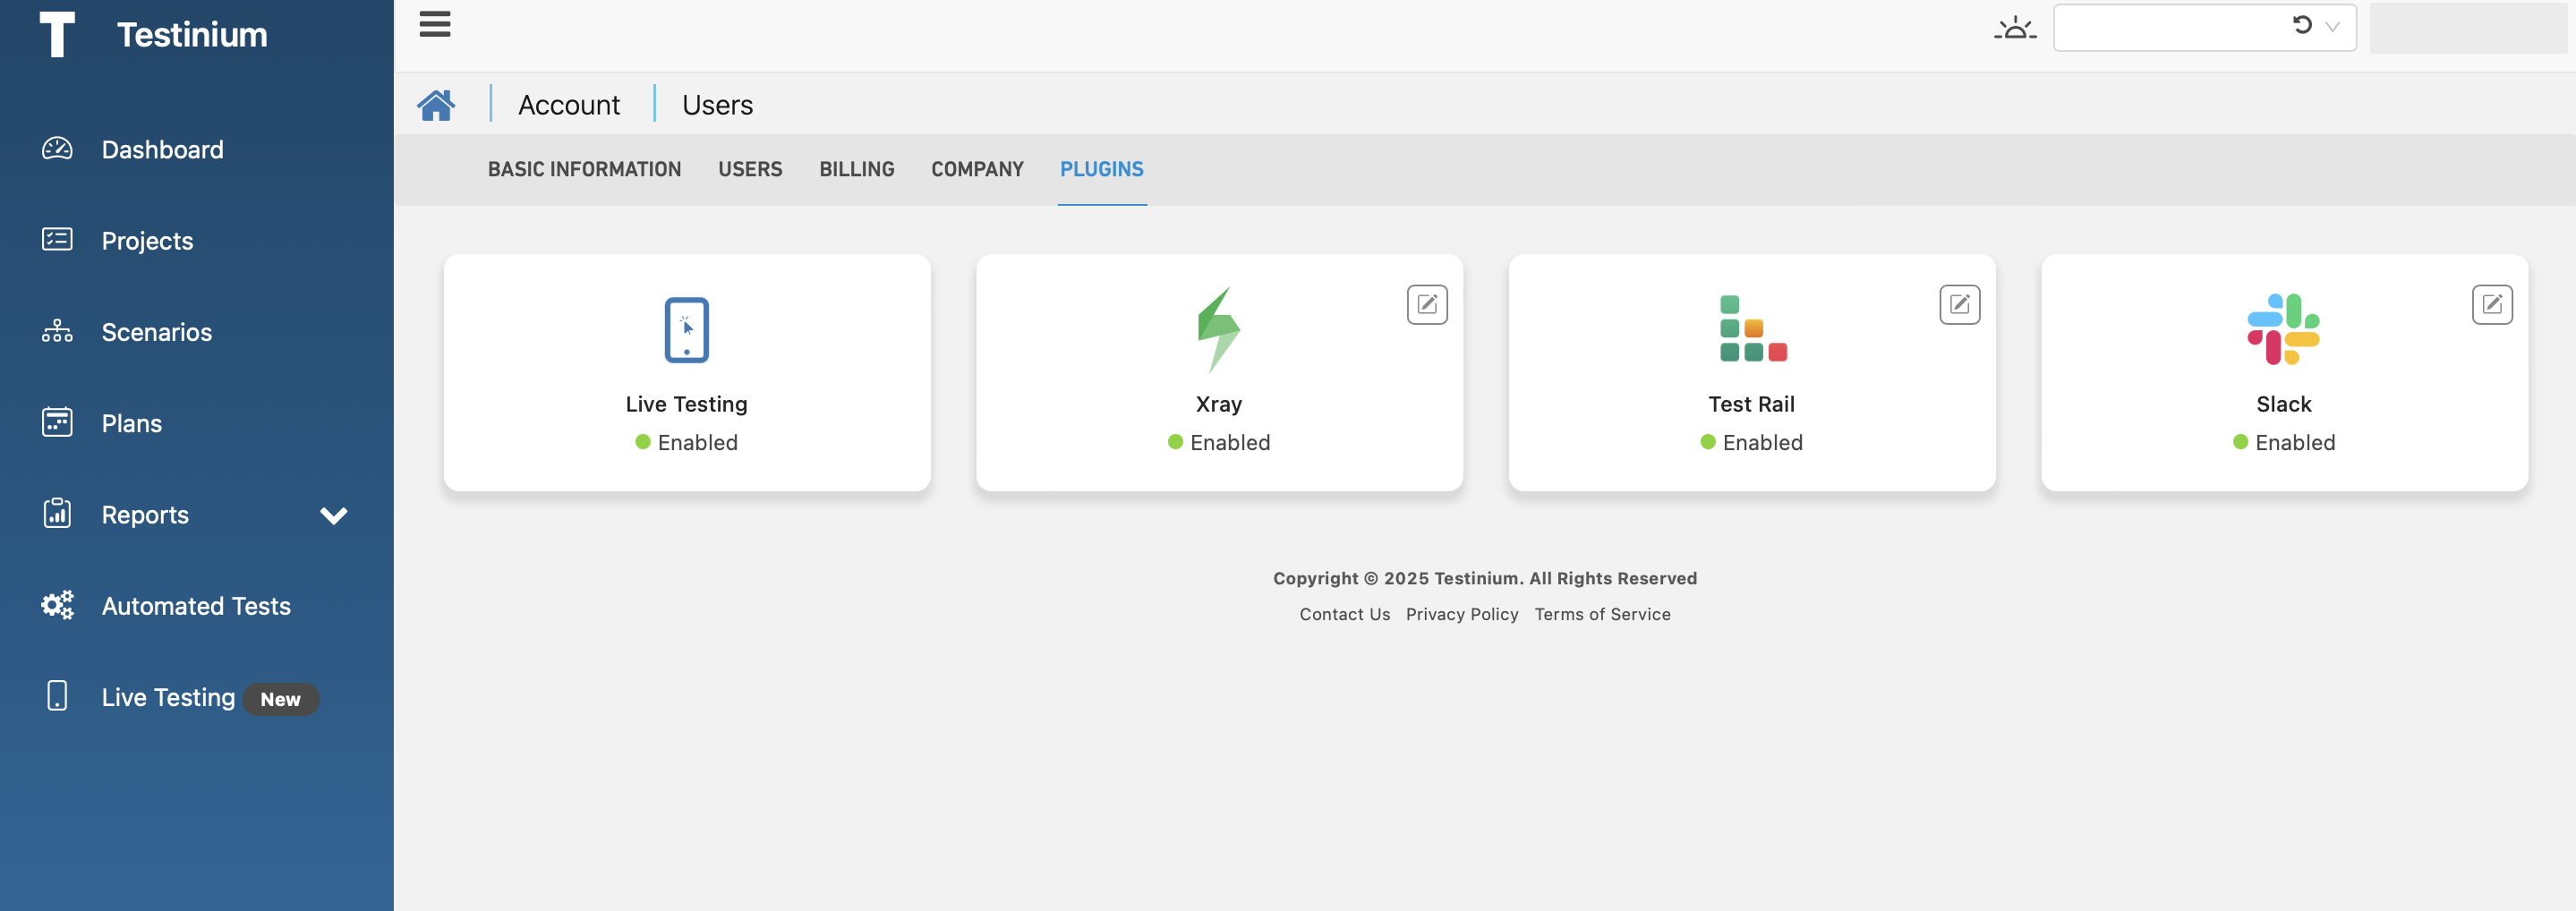 Testinium
Dashboard
Projects
Scenarios
Plans
Reports
Automated Tests
Live Testing New
Account Users
BASIC INFORMATION USERS BILLING COMPANY PLUGINS
Live Testing
Enabled
Xray
Enabled
Test Rail
Enabled
Slack
Enabled
Copyright © 2025 Testinium. All Rights Reserved
Contact Us Privacy Policy Terms of Service